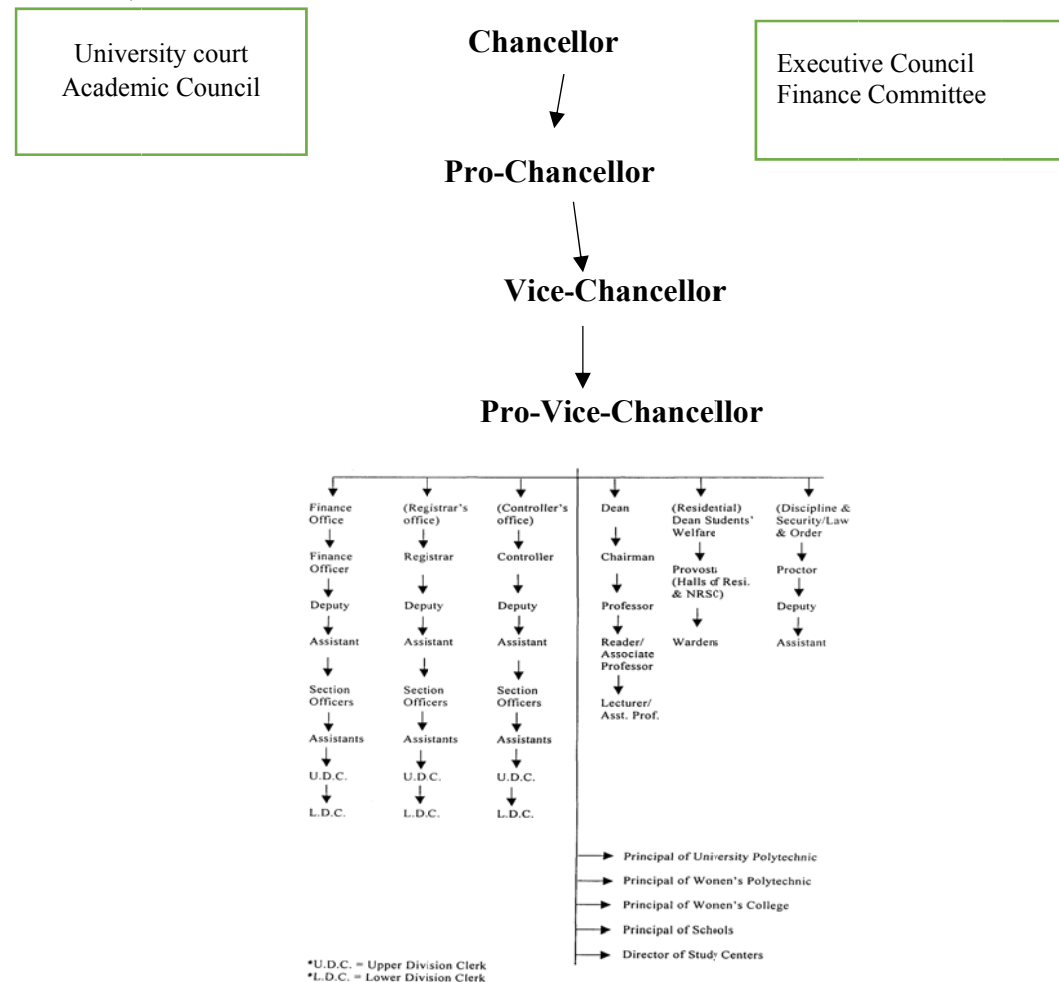 University court
Academic Council
Chancellor
Executive Council
Finance Committee
Pro-Chancellor
Vice-Chancellor
Pro-Vice-Chancellor
Finance
Office
Finance
Officer
Deputy
Assistant
Section
Officers
Assistants
U.D.C.
L.D.C.
(Registrar's
office)
Registrar
Deputy
Assistant
Section
Officers
Assistants
U.D.C.
L.D.C.
(Controller's
office)
Controller
Deputy
Assistant
Section
Officers
Assistants
U.D.C.
L.D.C.
Dean
Chairman
Professor
Reader/
Associate
Professor
Lecturer/
Asst. Prof.
(Residential)
Dean Students'
Welfare
Provost
(Halls of Resi.
& NRSC)
Wardens
(Discipline &
Security/Law
& Order)
Proctor
Deputy
Assistant
Principal of University Polytechnic
Principal of Wonen's Polytechnic
Principal of Wonen's College
Principal of Schools
Director of Study Centers
*U.D.C. = Upper Division Clerk
*L.D.C. = Lower Division Clerk